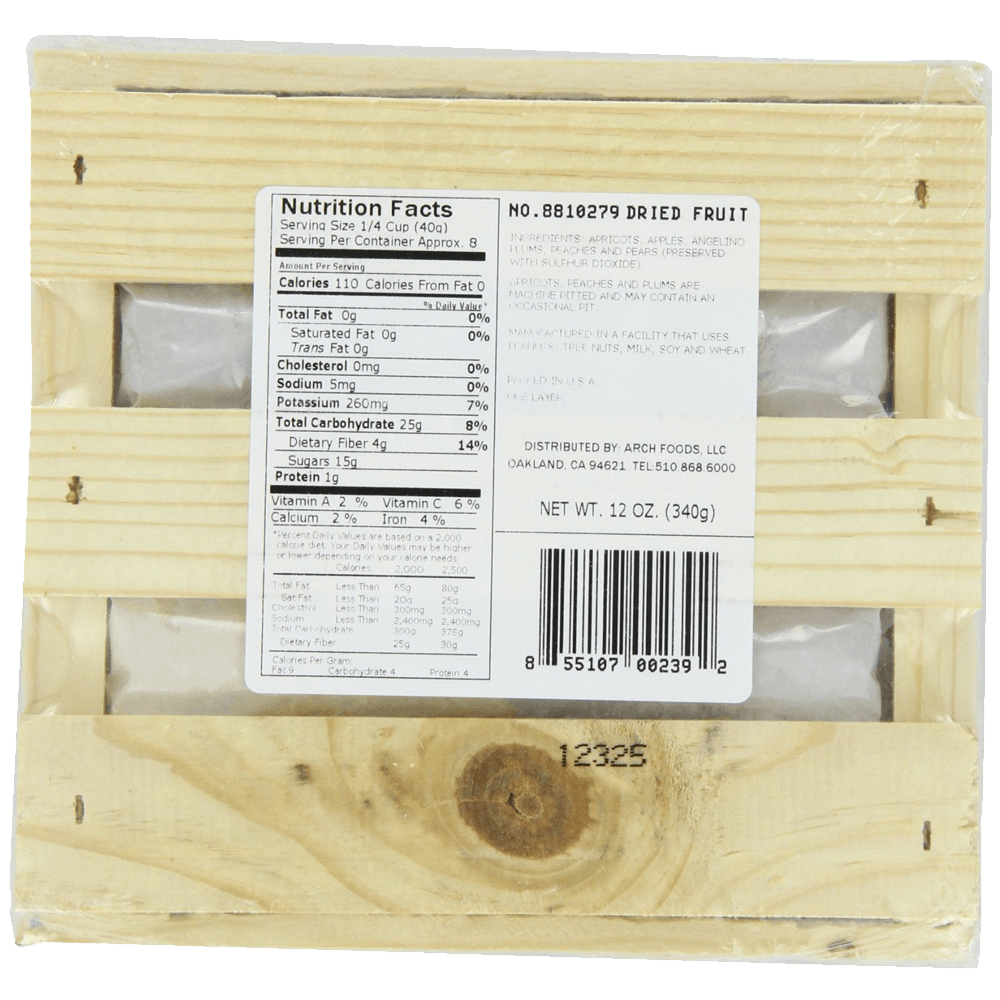 Nutrition Facts
Serving Size 1/4 Cup (40g)
Serving Per Container Approx. 8
Amount Per Serving
Calories 110 Calories From Fat 0
% Daily Value*
Total Fat 0g 0%
Saturated Fat 0g 0%
Trans Fat 0g
Cholesterol 0mg 0%
Sodium 5mg 0%
Potassium 260mg 7%
Total Carbohydrate 25g 8%
Dietary Fiber 4g 14%
Sugars 15g
Protein 1g
Vitamin A 2 % Vitamin C 6 %
Calcium 2 % Iron 4 %
*Percent Daily Values are based on a 2,000
calorie diet. Your Daily Values may be higher
or lower depending on your calorie needs
Calories: 2,000 2,500
Total Fat Less Than 65g 80g
Sat Fat Less Than 20g 25g
Cholestrol Less Than 300mg 300mg
Sodium Less Than 2,400mg 2,400mg
Total Carbohydrate 300g 375g
Dietary Fiber 25g 30g
Calories Per Gram:
Fat 9 Carbohydrate 4 Protein 4
NO.8810279 DRIED FRUIT
INGREDIENTS: APRICOTS, APPLES, ANGELINO
PLUMS, PEACHES AND PEARS (PRESERVED
WITH SULPHUR DIOXIDE).
APRICOTS, PEACHES AND PLUMS ARE
MACHINE PITTED AND MAY CONTAIN AN
OCCASIONAL PIT.
MANUFACTURED IN A FACILITY THAT USES
PEANUTS, TREE NUTS, MILK, SOY AND WHEAT.
PACKED IN U.S.A.
ONE LAYER
DISTRIBUTED BY: ARCH FOODS, LLC
OAKLAND, CA 94621 TEL:510.868.6000
NET WT. 12 OZ. (340g)
8 55107 00239 2
12325